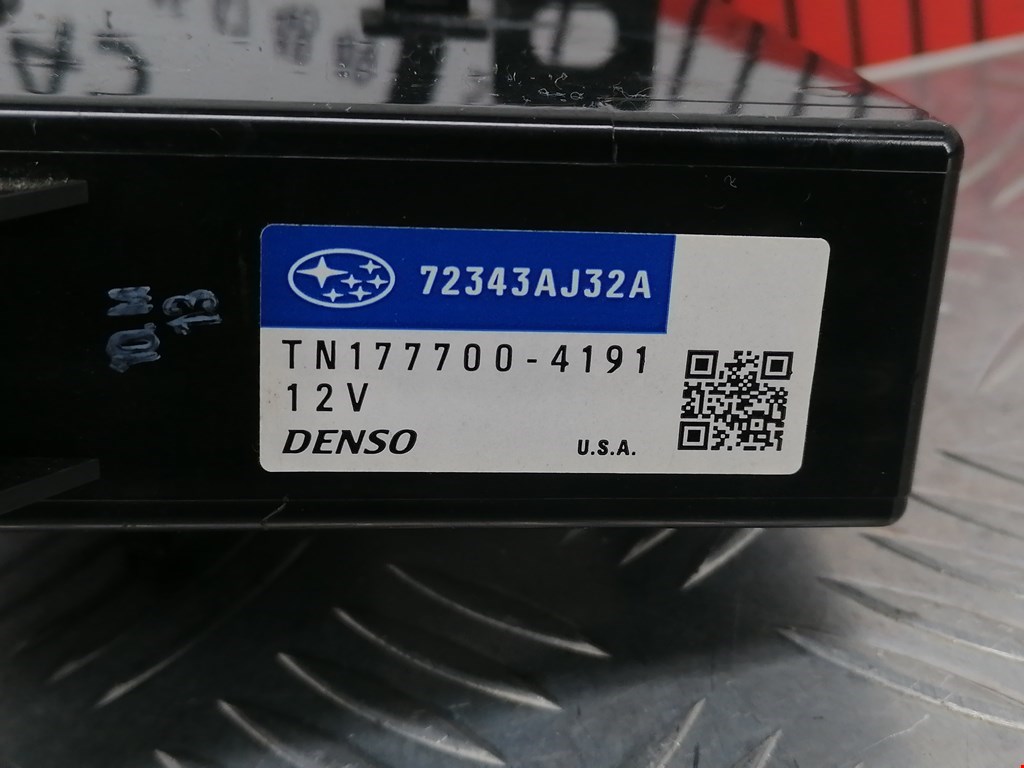 72343AJ32A
TN177700-4191
12V
DENSO
U.S.A.